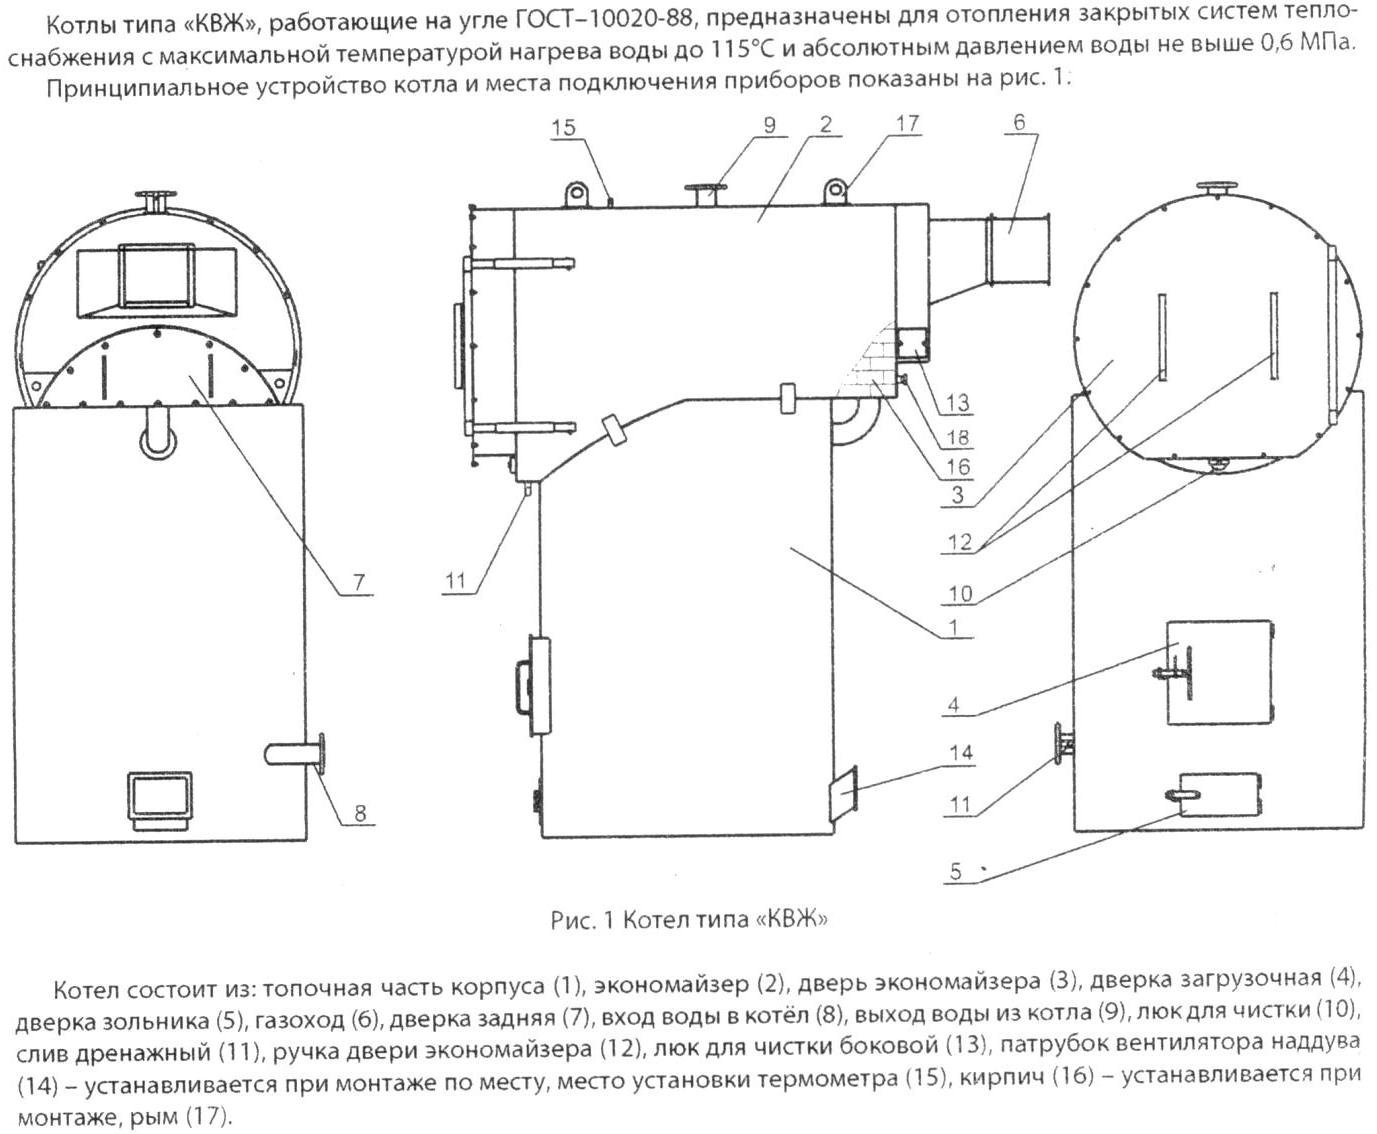 Котлы типа «КВЖ», работающие на угле ГОСТ–10020-88, предназначены для отопления закрытых систем тепло-
снабжения с максимальной температурой нагрева воды до 115°С и абсолютным давлением воды не выше 0,6 МПа.
Принципиальное устройство котла и места подключения приборов показаны на рис. 1.
15
9
2
17
6
13
18
16
3
12
11
7
10
1
4
14
8
11
5
Рис. 1 Котел типа «КВЖ»
Котел состоит из: топочная часть корпуса (1), экономайзер (2), дверь экономайзера (3), дверка загрузочная (4),
дверка зольника (5), газоход (6), дверка задняя (7), вход воды в котёл (8), выход воды из котла (9), люк для чистки (10),
слив дренажный (11), ручка двери экономайзера (12), люк для чистки боковой (13), патрубок вентилятора наддува
(14) – устанавливается при монтаже по месту, место установки термометра (15), кирпич (16) – устанавливается при
монтаже, рым (17).